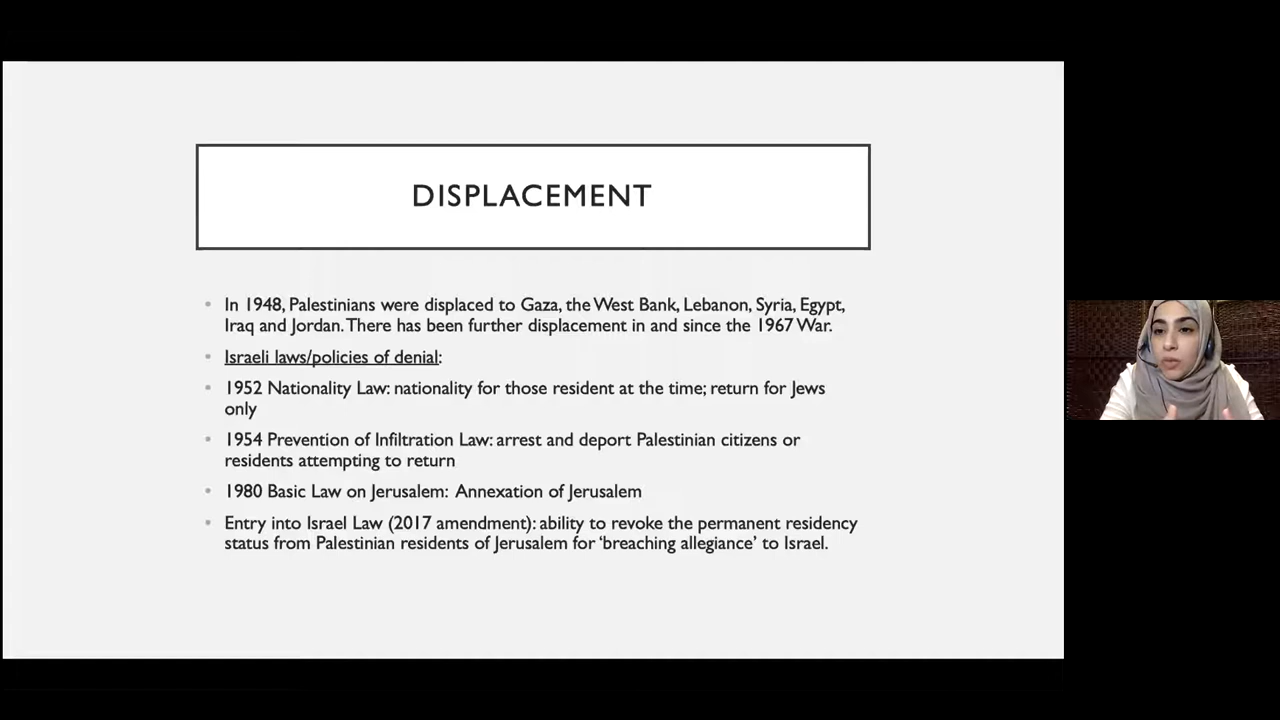 DISPLACEMENT
• In 1948, Palestinians were displaced to Gaza, the West Bank, Lebanon, Syria, Egypt,
Iraq and Jordan. There has been further displacement in and since the 1967 War.
• Israeli laws/policies of denial:
• 1952 Nationality Law: nationality for those resident at the time; return for Jews
only
• 1954 Prevention of Infiltration Law: arrest and deport Palestinian citizens or
residents attempting to return
• 1980 Basic Law on Jerusalem: Annexation of Jerusalem
• Entry into Israel Law (2017 amendment): ability to revoke the permanent residency
status from Palestinian residents of Jerusalem for ‘breaching allegiance’ to Israel.